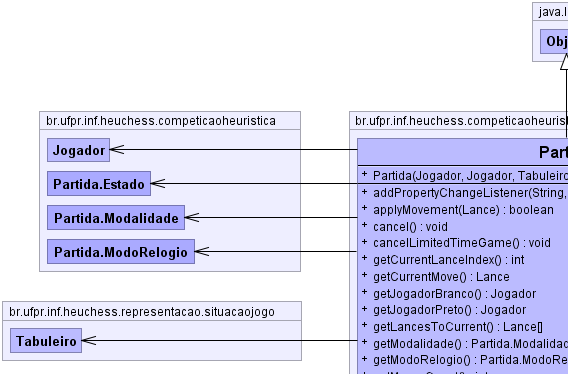 java.l
Obj
br.ufpr.inf.heuchess.competicaoheuristica
Jogador
Partida.Estado
Partida.Modalidade
Partida.ModoRelogio
br.ufpr.inf.heuchess.representacao.situacaojogo
Tabuleiro
br.ufpr.inf.heuchess.competicaoheurist
Part
+ Partida(Jogador, Jogador, Tabuleiro
+ addPropertyChangeListener(String,
+ applyMovement(Lance) : boolean
+ cancel() : void
+ cancelLimitedTimeGame() : void
+ getCurrentLanceIndex() : int
+ getCurrentMove() : Lance
+ getJogadorBranco() : Jogador
+ getJogadorPreto() : Jogador
+ getLancesToCurrent() : Lance[]
+ getModalidade() : Partida.Modalidad
+ getModoRelogio() : Partida.ModoRe